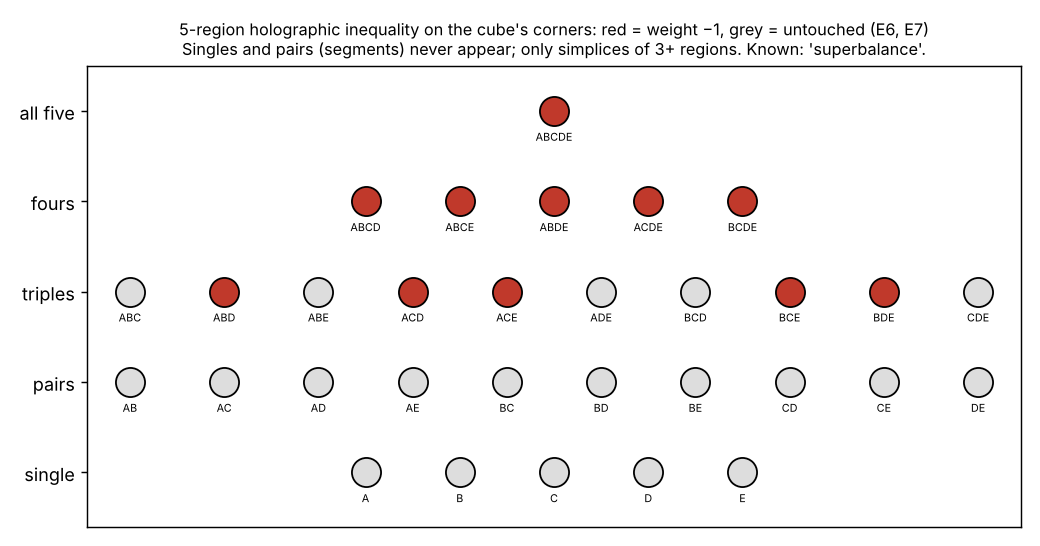 5-region holographic inequality on the cube's corners: red = weight −1, grey = untouched (E6, E7)
Singles and pairs (segments) never appear; only simplices of 3+ regions. Known: 'superbalance'.
all five
ABCDE
fours
ABCD ABCE ABDE ACDE BCDE
triples
ABC ABD ABE ACD ACE ADE BCD BCE BDE CDE
pairs
AB AC AD AE BC BD BE CD CE DE
single
A B C D E